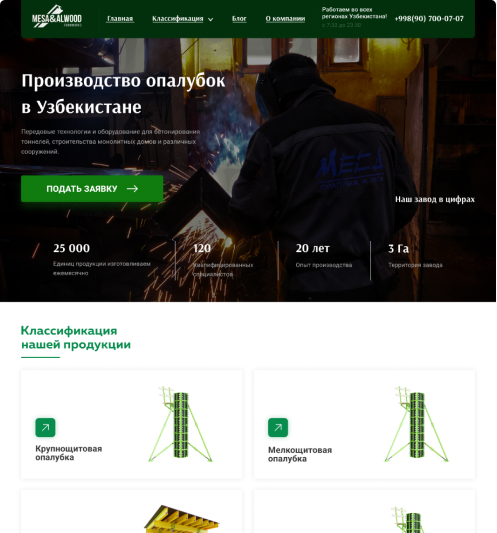 MESA&ALWOOD
Главная
Классификация
Блог
О компании
Работаем во всех
регионах Узбекистана!
с 7:00 до 23:00
+998(90) 700-07-07
Производство опалубок
в Узбекистане
Передовые технологии и оборудование для бетонирования
тоннелей, строительства монолитных домов и различных
сооружений.
МЕСА
ПОДАТЬ ЗАЯВКУ
Наш завод в цифрах
25 000
Единиц продукции изготовливаем
ежемесячно
120
Квалифицированных
специалистов
20 лет
Опыт производства
3 Га
Территория завода
Классификация
нашей продукции
Крупнощитовая
опалубка
Мелкощитовая
опалубка